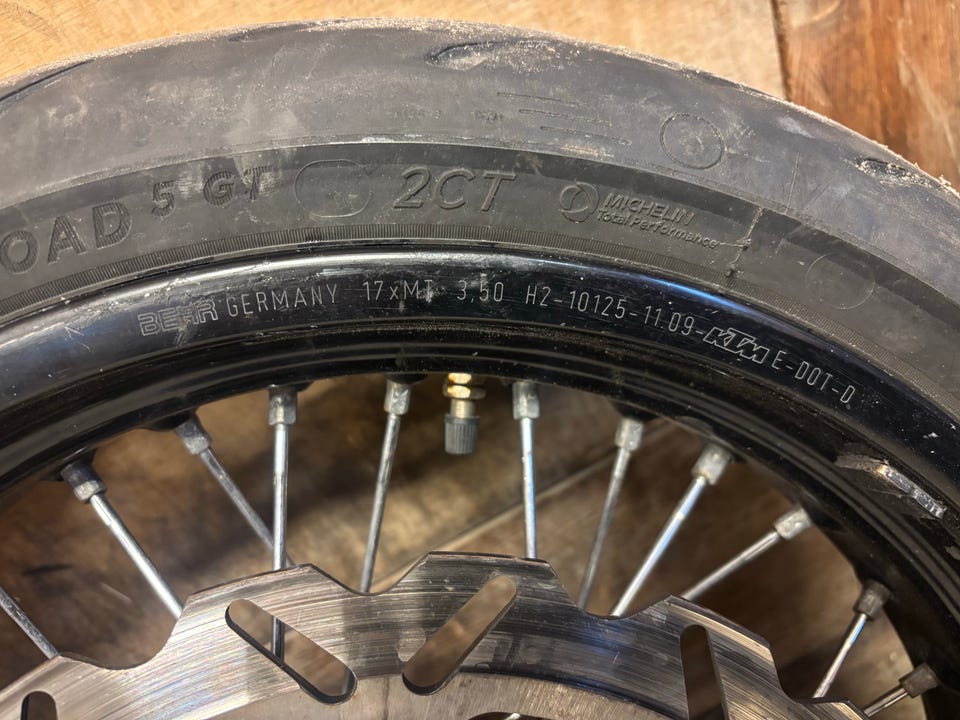 OAD 5 GT 2CT MICHELIN
Total Performance
BEHR GERMANY 17xMT 3,50 H2-10125-11.09-KTM E-DOT-D